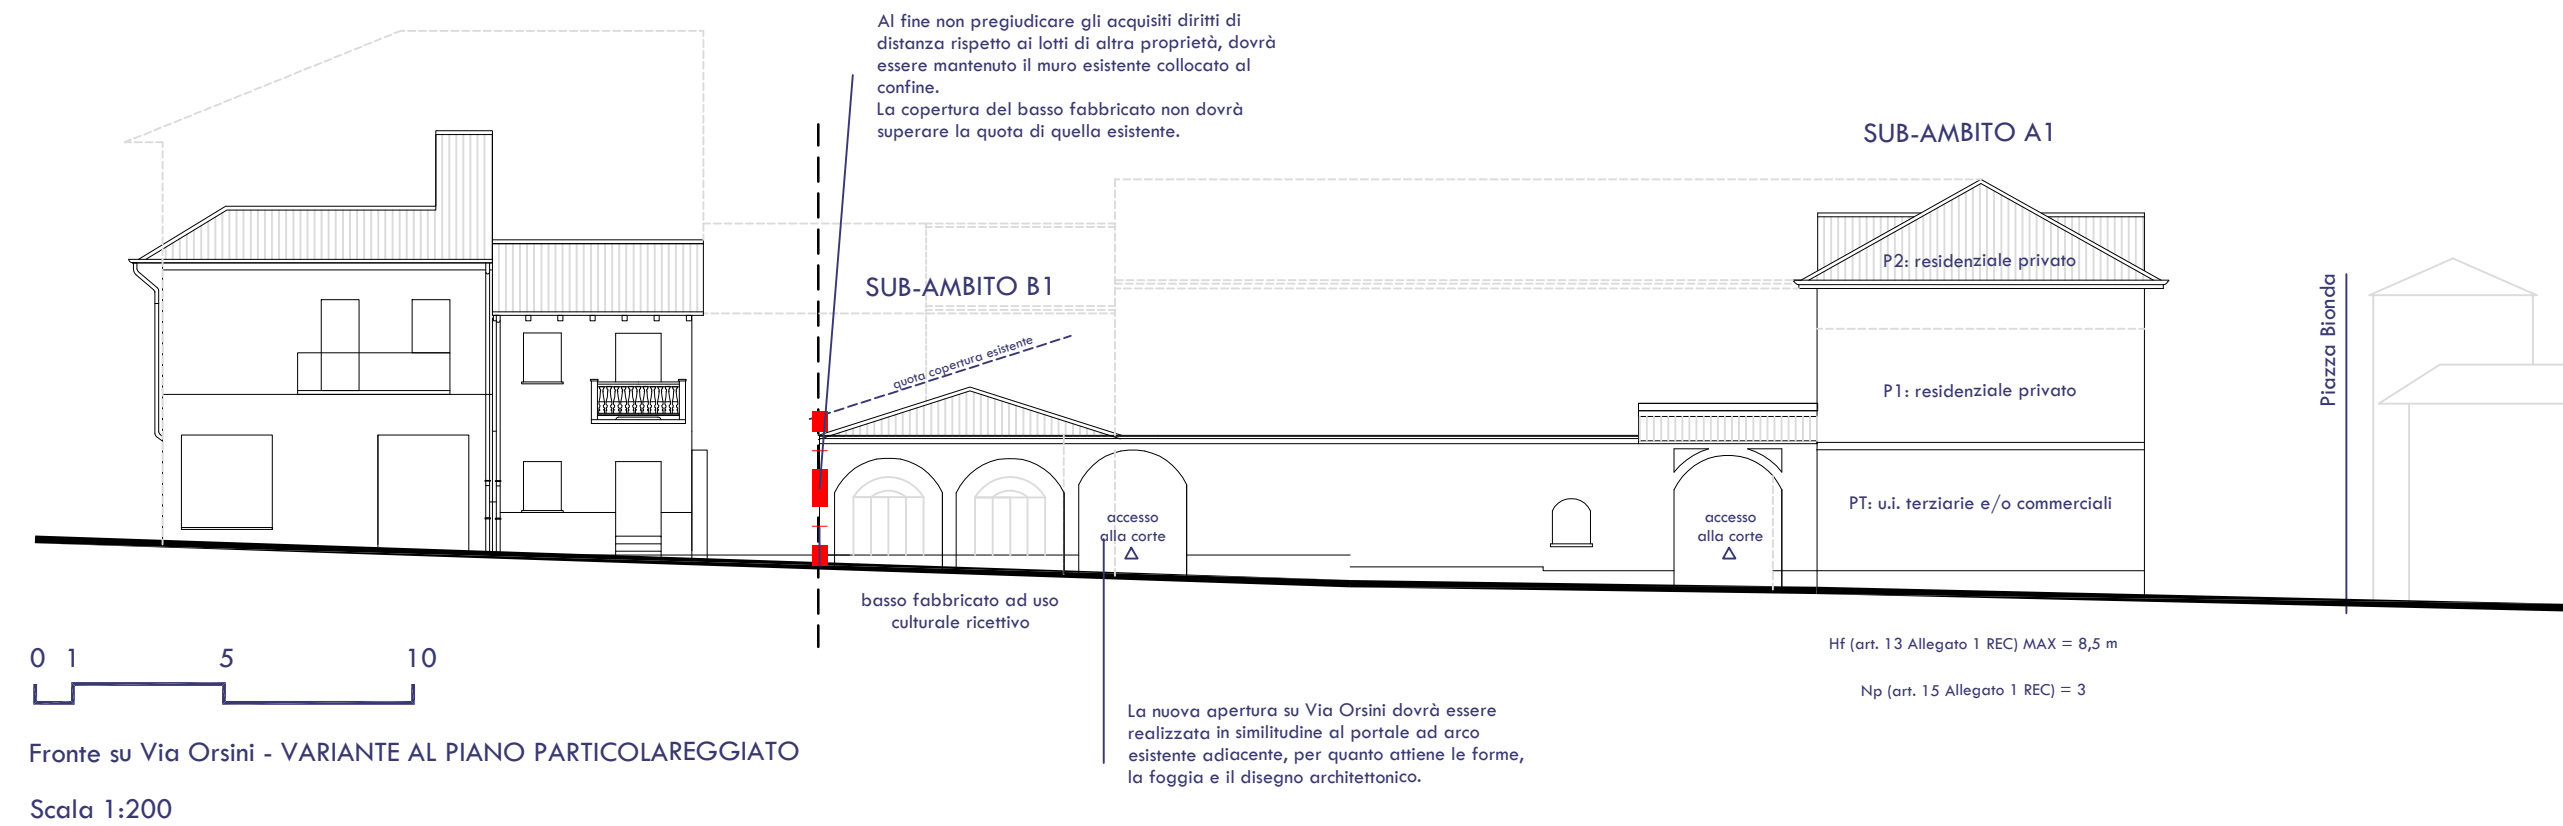 Al fine non pregiudicare gli acquisiti diritti di
distanza rispetto ai lotti di altra proprietà, dovrà
essere mantenuto il muro esistente collocato al
confine.
La copertura del basso fabbricato non dovrà
superare la quota di quella esistente.
SUB-AMBITO A1
P2: residenziale privato
SUB-AMBITO B1
quota copertura esistente
P1: residenziale privato
Piazza Bionda
PT: u.i. terziarie e/o commerciali
accesso
alla corte
accesso
alla corte
basso fabbricato ad uso
culturale ricettivo
Hf (art. 13 Allegato 1 REC) MAX = 8,5 m
Np (art. 15 Allegato 1 REC) = 3
0 1 5 10
La nuova apertura su Via Orsini dovrà essere
realizzata in similitudine al portale ad arco
esistente adiacente, per quanto attiene le forme,
la foggia e il disegno architettonico.
Fronte su Via Orsini - VARIANTE AL PIANO PARTICOLAREGGIATO
Scala 1:200